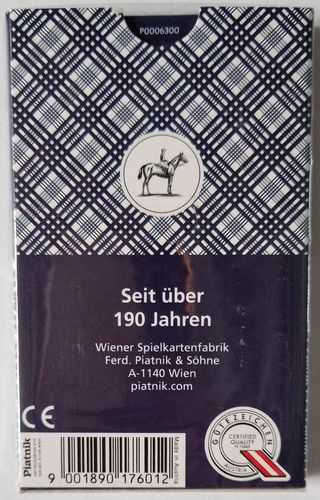 P0006300
Seit über
190 Jahren
Wiener Spielkartenfabrik
Ferd. Piatnik & Söhne
A-1140 Wien
piatnik.com
CE
Piatnik
Made in Austria
9 001890 176012
GÜTEZEICHEN
CERTIFIED
QUALITY
AUSTRIA